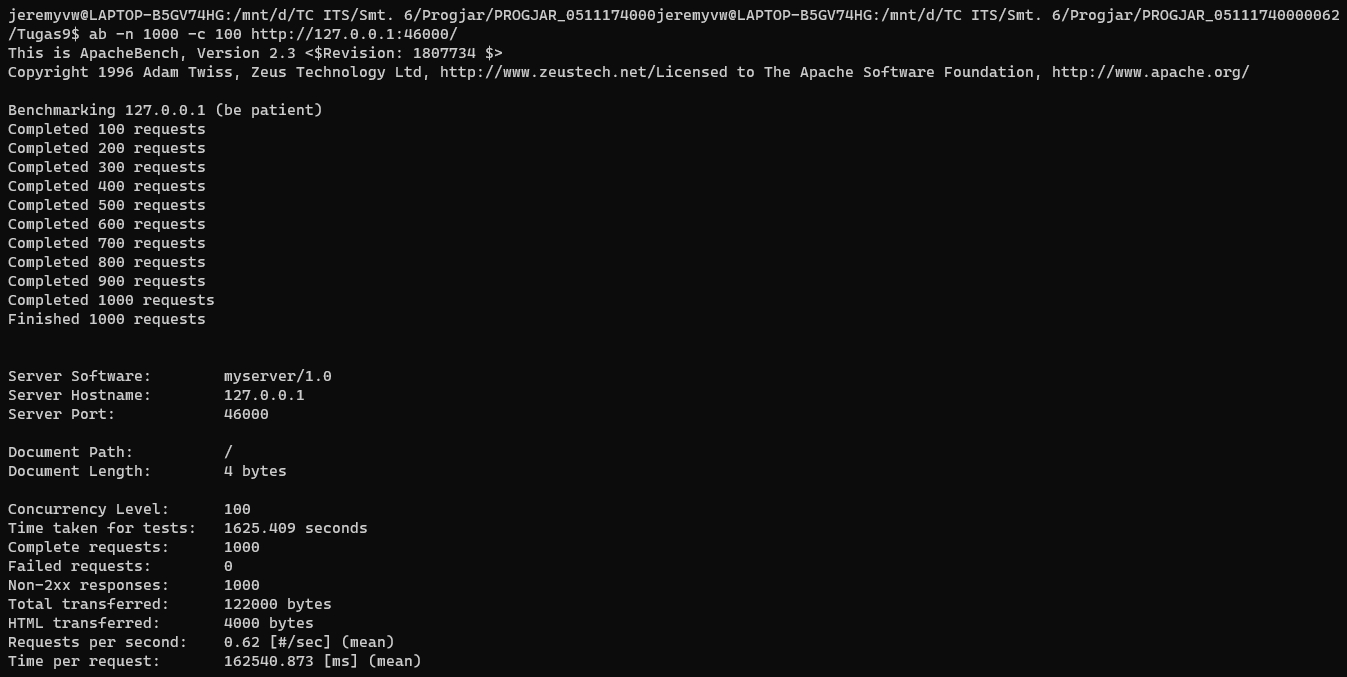 jeremyvw@LAPTOP-B5GV74HG:/mnt/d/TC ITS/Smt. 6/Progjar/PROGJAR_0511174000jeremyvw@LAPTOP-B5GV74HG:/mnt/d/TC ITS/Smt. 6/Progjar/PROGJAR_05111740000062
/Tugas9$ ab -n 1000 -c 100 http://127.0.0.1:46000/
This is ApacheBench, Version 2.3 <$Revision: 1807734 $>
Copyright 1996 Adam Twiss, Zeus Technology Ltd, http://www.zeustech.net/Licensed to The Apache Software Foundation, http://www.apache.org/

Benchmarking 127.0.0.1 (be patient)
Completed 100 requests
Completed 200 requests
Completed 300 requests
Completed 400 requests
Completed 500 requests
Completed 600 requests
Completed 700 requests
Completed 800 requests
Completed 900 requests
Completed 1000 requests
Finished 1000 requests

Server Software:        myserver/1.0
Server Hostname:        127.0.0.1
Server Port:            46000

Document Path:          /
Document Length:        4 bytes

Concurrency Level:      100
Time taken for tests:   1625.409 seconds
Complete requests:      1000
Failed requests:        0
Non-2xx responses:      1000
Total transferred:      122000 bytes
HTML transferred:       4000 bytes
Requests per second:    0.62 [#/sec] (mean)
Time per request:       162540.873 [ms] (mean)